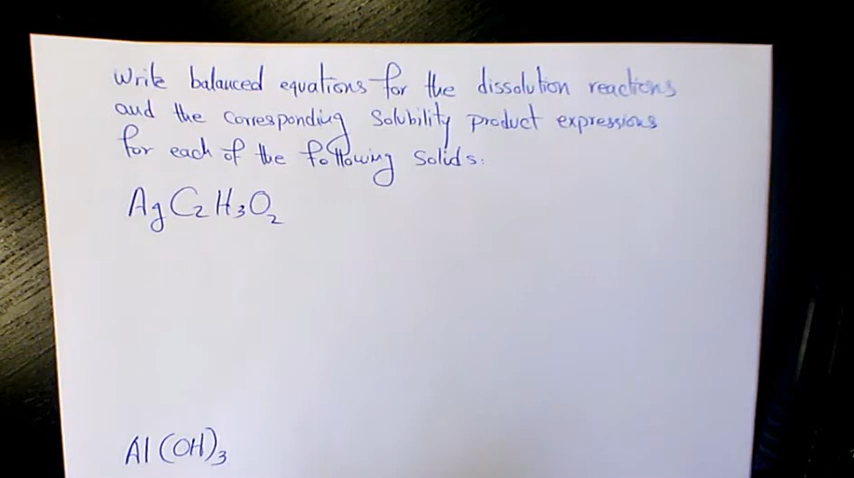 Write balanced equations for the dissolution reactions
and the corresponding solubility product expressions
for each of the following solids:
AgC₂H₃O₂
Al(OH)₃